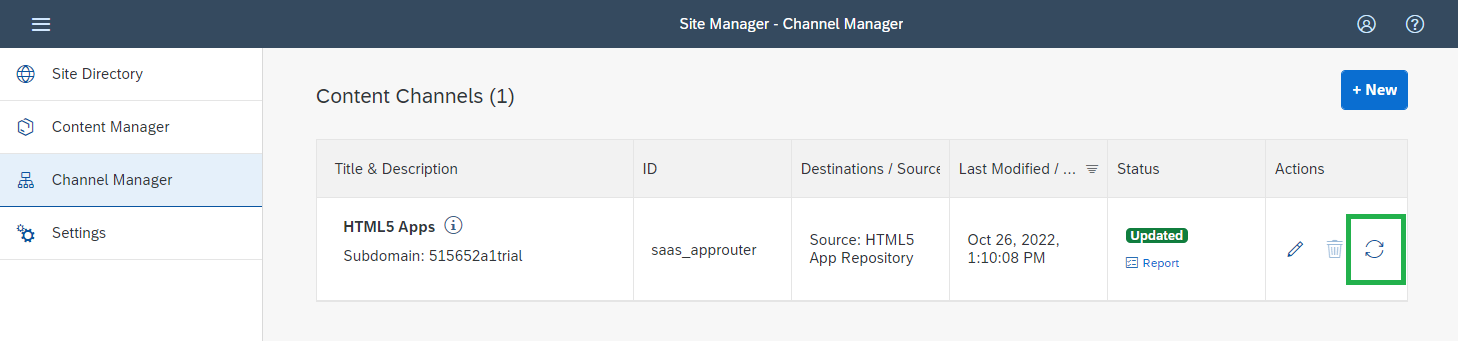 Site Manager - Channel Manager
Site Directory
Content Manager
Channel Manager
Settings
Content Channels (1)
+ New
Title & Description
ID
Destinations / Source
Last Modified / ...
Status
Actions
HTML5 Apps
Subdomain: 515652a1trial
saas_approuter
Source: HTML5
App Repository
Oct 26, 2022,
1:10:08 PM
Updated
Report